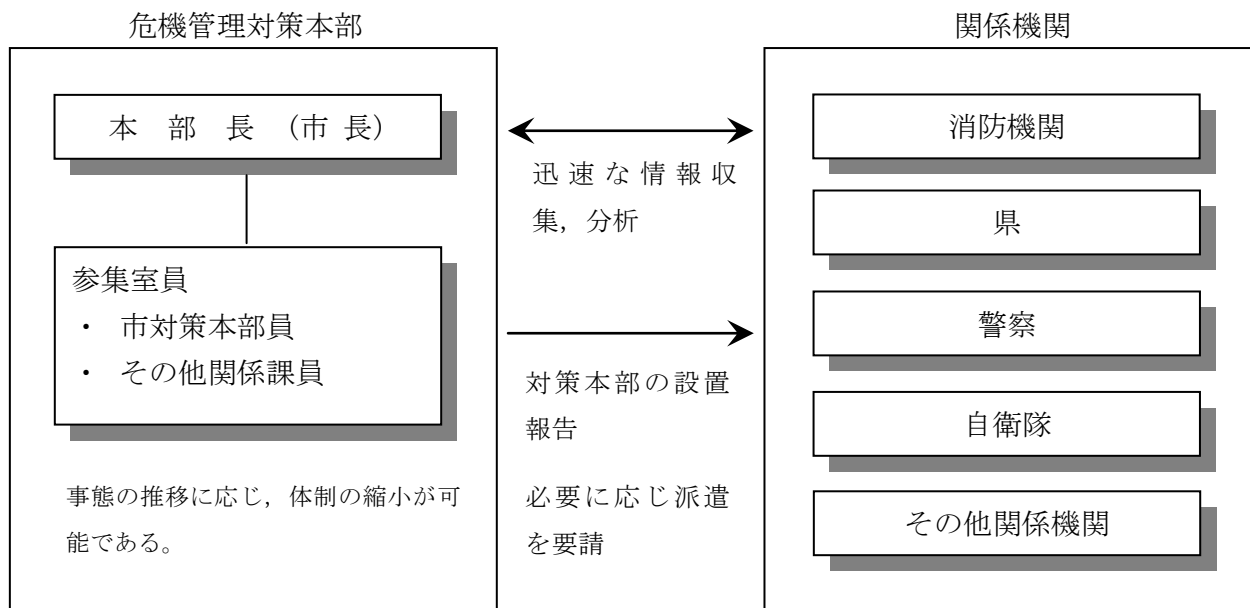 危機管理対策本部
本 部 長 （市 長）
参集室員
・ 市対策本部員
・ その他関係課員
事態の推移に応じ，体制の縮小が可
能である。
迅速な情報収
集，分析
対策本部の設置
報告
必要に応じ派遣
を要請
関係機関
消防機関
県
警察
自衛隊
その他関係機関